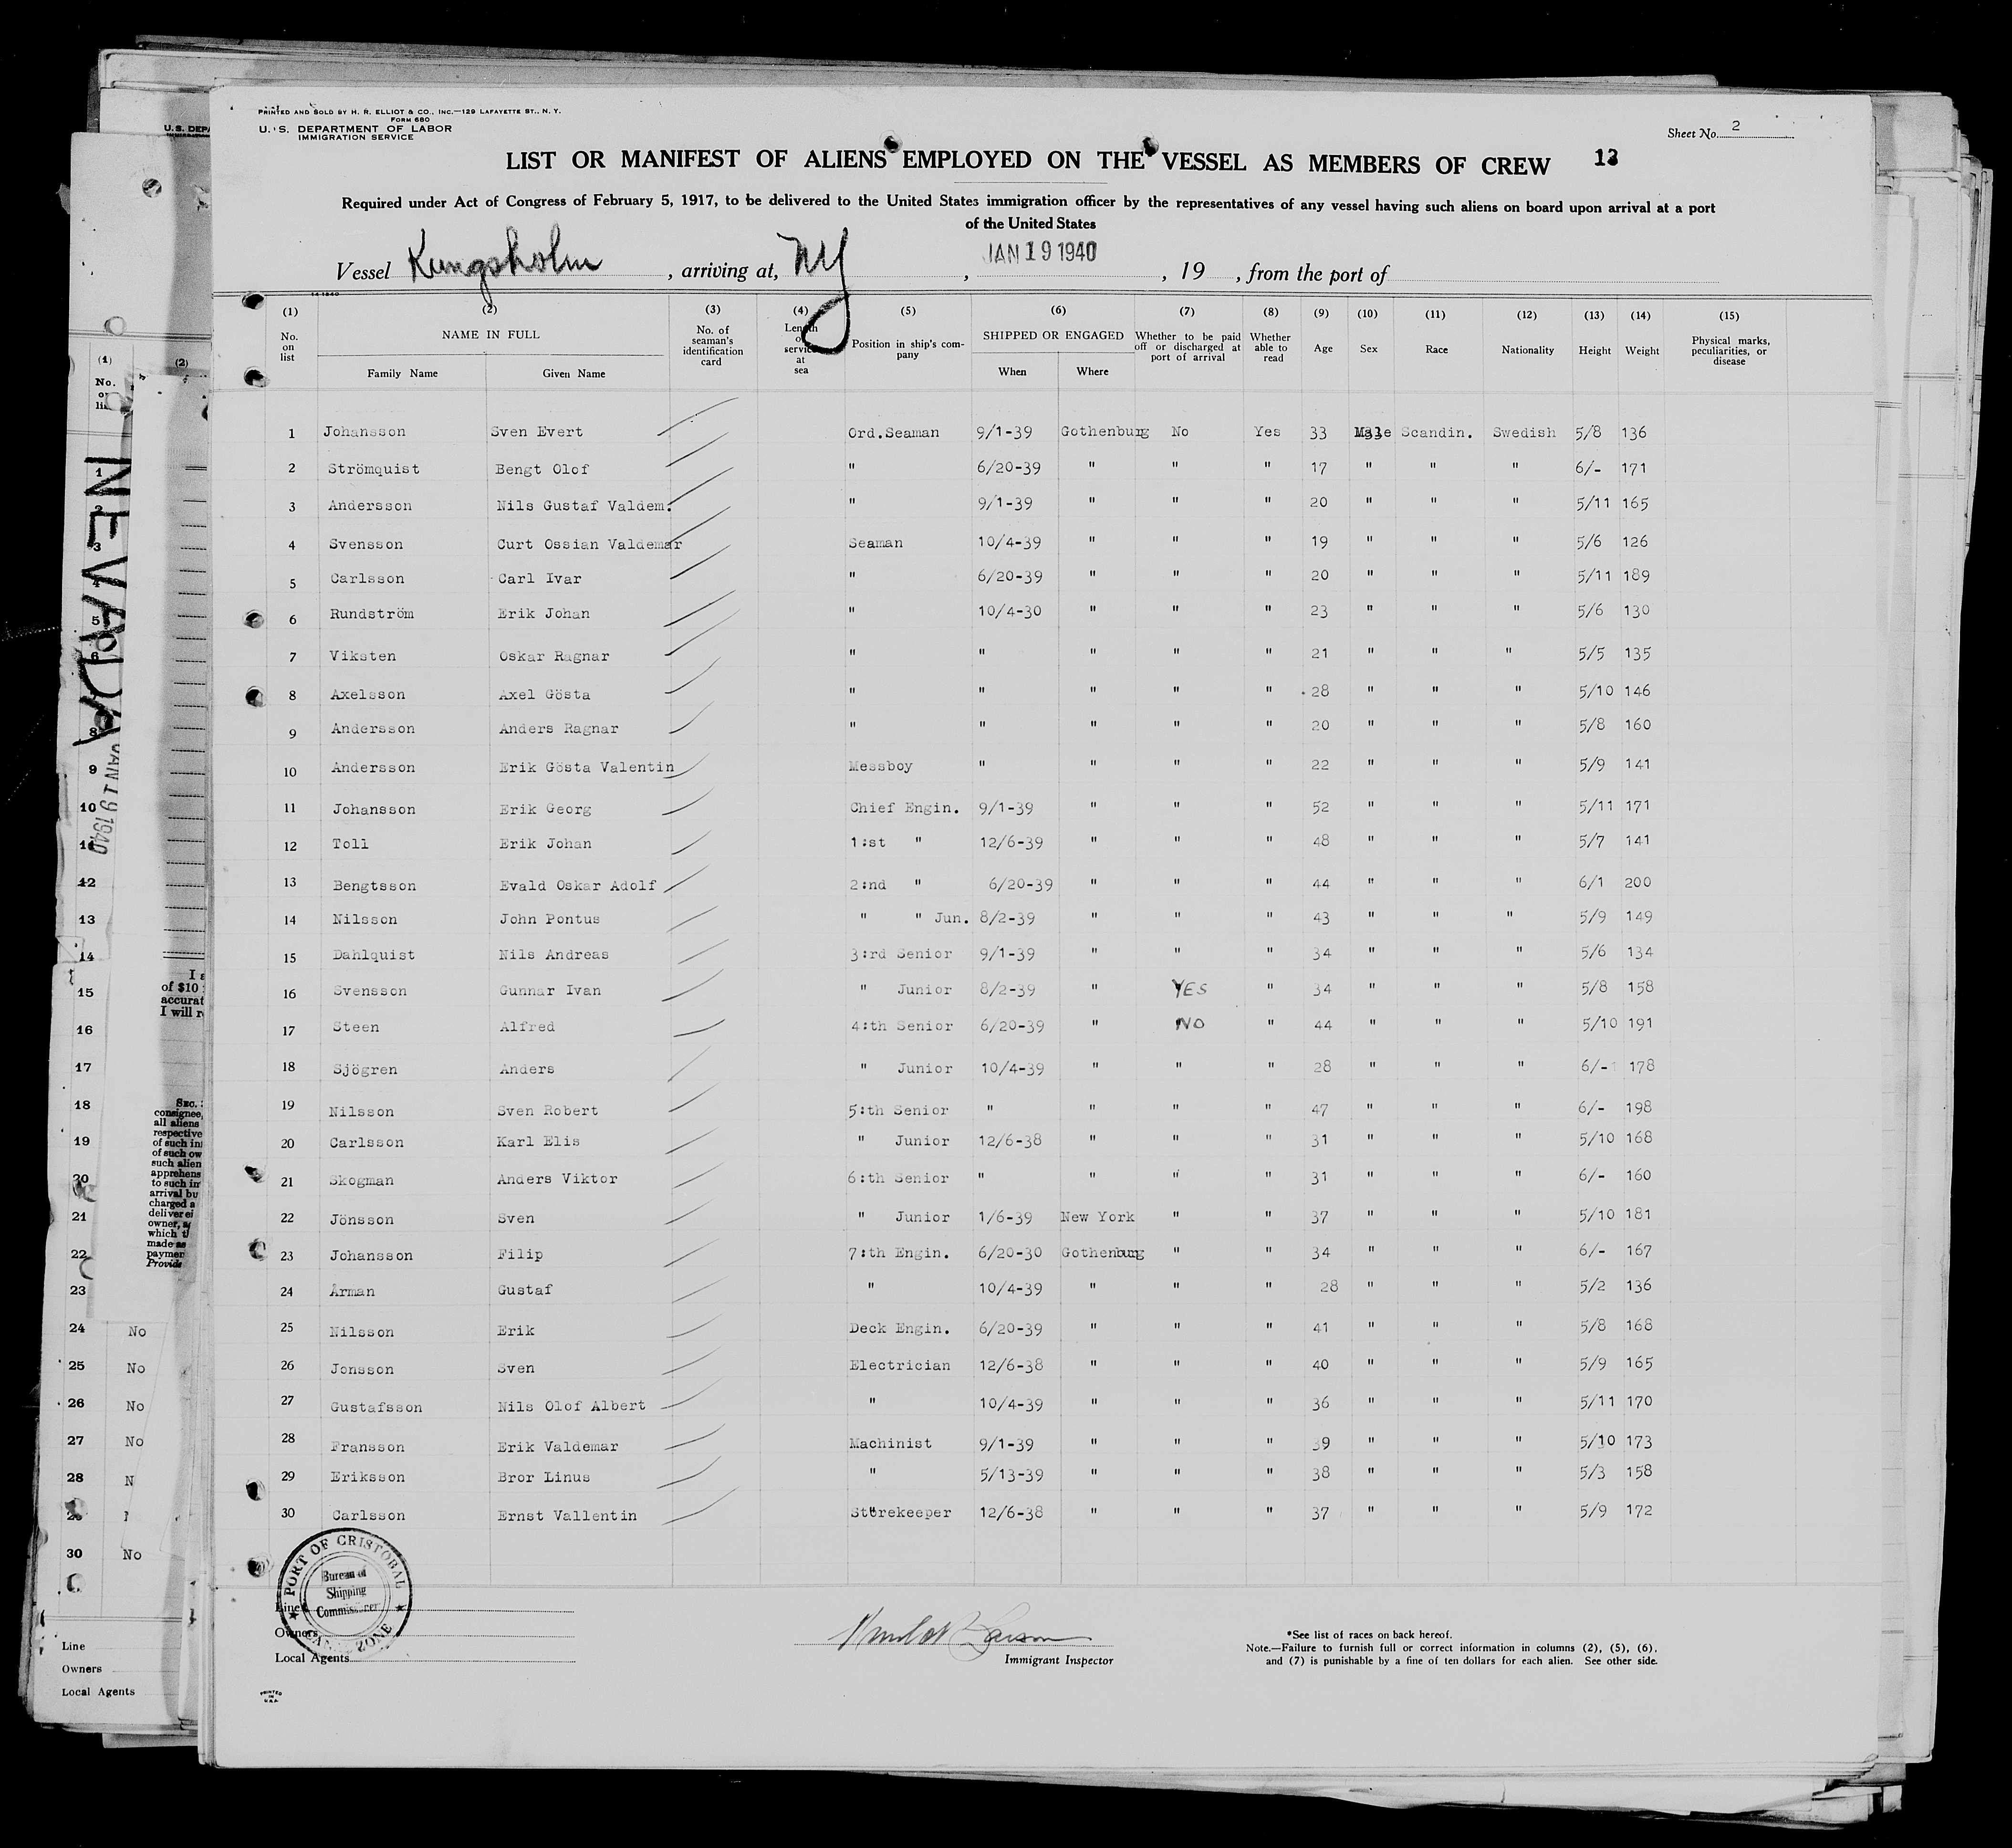 PRINTED AND SOLD BY H. R. ELLIOT & CO., INC.—129 LAFAYETTE ST., N. Y.
FORM 680
U. S. DEPARTMENT OF LABOR
IMMIGRATION SERVICE
Sheet No. 2
LIST OR MANIFEST OF ALIENS EMPLOYED ON THE VESSEL AS MEMBERS OF CREW
Required under Act of Congress of February 5, 1917, to be delivered to the United States immigration officer by the representatives of any vessel having such aliens on board upon arrival at a port
of the United States
Vessel Kungsholm, arriving at, NY, JAN 19 1940, 19 , from the port of
(1) (2) (3) (4) (5) (6) (7) (8) (9) (10) (11) (12) (13) (14) (15)
No. on list NAME IN FULL Family Name Given Name No. of seaman's identification card Length of service at sea Position in ship's company SHIPPED OR ENGAGED When Where Whether to be paid off or discharged at port of arrival Whether able to read Age Sex Race Nationality Height Weight Physical marks, peculiarities, or disease
1 Johansson Sven Evert Ord.Seaman 9/1-39 Gothenburg No Yes 33 Male Scandin. Swedish 5/8 136
2 Strömquist Bengt Olof " 6/20-39 " " " 17 " " " 6/- 171
3 Andersson Nils Gustaf Valdem. " 9/1-39 " " " 20 " " " 5/11 165
4 Svensson Curt Ossian Valdemar Seaman 10/4-39 " " " 19 " " " 5/6 126
5 Carlsson Carl Ivar " 6/20-39 " " " 20 " " " 5/11 189
6 Rundström Erik Johan " 10/4-30 " " " 23 " " " 5/6 130
7 Viksten Oskar Ragnar " " " " " 21 " " " 5/5 135
8 Axelsson Axel Gösta " " " " " 28 " " " 5/10 146
9 Andersson Anders Ragnar " " " " " 20 " " " 5/8 160
10 Andersson Erik Gösta Valentin Messboy " " " " 22 " " " 5/9 141
11 Johansson Erik Georg Chief Engin. 9/1-39 " " " 52 " " " 5/11 171
12 Toll Erik Johan 1:st " 12/6-39 " " " 48 " " " 5/7 141
13 Bengtsson Evald Oskar Adolf 2:nd " 6/20-39 " " " 44 " " " 6/1 200
14 Nilsson John Pontus " " Jun. 8/2-39 " " " 43 " " " 5/9 149
15 Dahlquist Nils Andreas 3:rd Senior 9/1-39 " " " 34 " " " 5/6 134
16 Svensson Gunnar Ivan " Junior 8/2-39 " YES " 34 " " " 5/8 158
17 Steen Alfred 4:th Senior 6/20-39 " NO " 44 " " " 5/10 191
18 Sjögren Anders " Junior 10/4-39 " " " 28 " " " 6/- 178
19 Nilsson Sven Robert 5:th Senior " " " " 47 " " " 6/- 198
20 Carlsson Karl Elis " Junior 12/6-38 " " " 31 " " " 5/10 168
21 Skogman Anders Viktor 6:th Senior " " " " 31 " " " 6/- 160
22 Jönsson Sven " Junior 1/6-39 New York " " 37 " " " 5/10 181
23 Johansson Filip 7:th Engin. 6/20-30 Gothenburg " " 34 " " " 6/- 167
24 Arman Gustaf " 10/4-39 " " " 28 " " " 5/2 136
25 Nilsson Erik Deck Engin. 6/20-39 " " " 41 " " " 5/8 168
26 Jonsson Sven Electrician 12/6-38 " " " 40 " " " 5/9 165
27 Gustafsson Nils Olof Albert " 10/4-39 " " " 36 " " " 5/11 170
28 Fransson Erik Valdemar Machinist 9/1-39 " " " 39 " " " 5/10 173
29 Eriksson Bror Linus " 5/13-39 " " " 38 " " " 5/3 158
30 Carlsson Ernst Vallentin Storekeeper 12/6-38 " " " 37 " " " 5/9 172
PORT OF CRISTOBAL
Bureau of
Shipping
Commissioner
CANAL ZONE
Line
Owners
Local Agents
Immigrant Inspector
*See list of races on back hereof.
Note.—Failure to furnish full or correct information in columns (2), (5), (6),
and (7) is punishable by a fine of ten dollars for each alien. See other side.
PRINTED
IN
U.S.A.
NEVADA
JAN 19 1940
Line
Owners
Local Agents